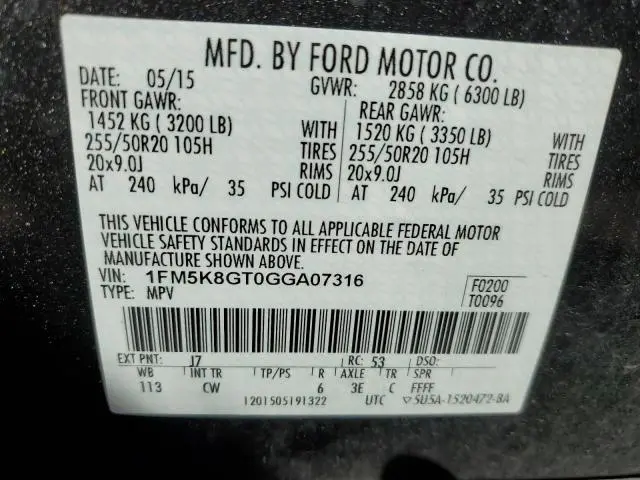 MFD. BY FORD MOTOR CO.
DATE: 05/15 GVWR: 2858 KG ( 6300 LB)
FRONT GAWR: REAR GAWR:
1452 KG ( 3200 LB) WITH 1520 KG ( 3350 LB) WITH
255/50R20 105H TIRES 255/50R20 105H TIRES
20x9.0J RIMS 20x9.0J RIMS
AT 240 kPa/ 35 PSI COLD AT 240 kPa/ 35 PSI COLD
THIS VEHICLE CONFORMS TO ALL APPLICABLE FEDERAL MOTOR
VEHICLE SAFETY STANDARDS IN EFFECT ON THE DATE OF
MANUFACTURE SHOWN ABOVE.
VIN: 1FM5K8GT0GGA07316 F0200
TYPE: MPV T0096
EXT PNT: J7 RC: 53 DSO:
WB INT TR TP/PS R AXLE TR SPR
113 CW 6 3E C FFFF
1201505191322 UTC ▽5U5A-1520472-BA